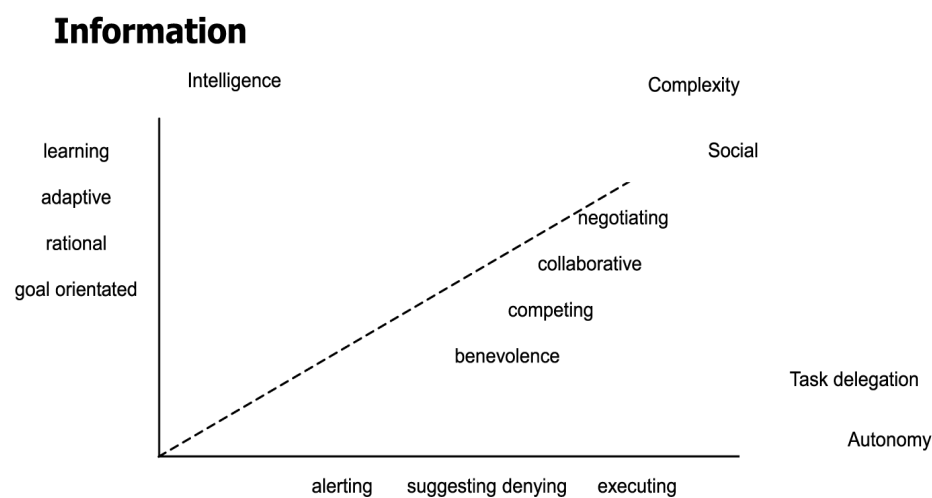 Information
Intelligence
Complexity
learning
Social
adaptive
negotiating
rational
collaborative
goal orientated
competing
benevolence
Task delegation
Autonomy
alerting suggesting denying executing